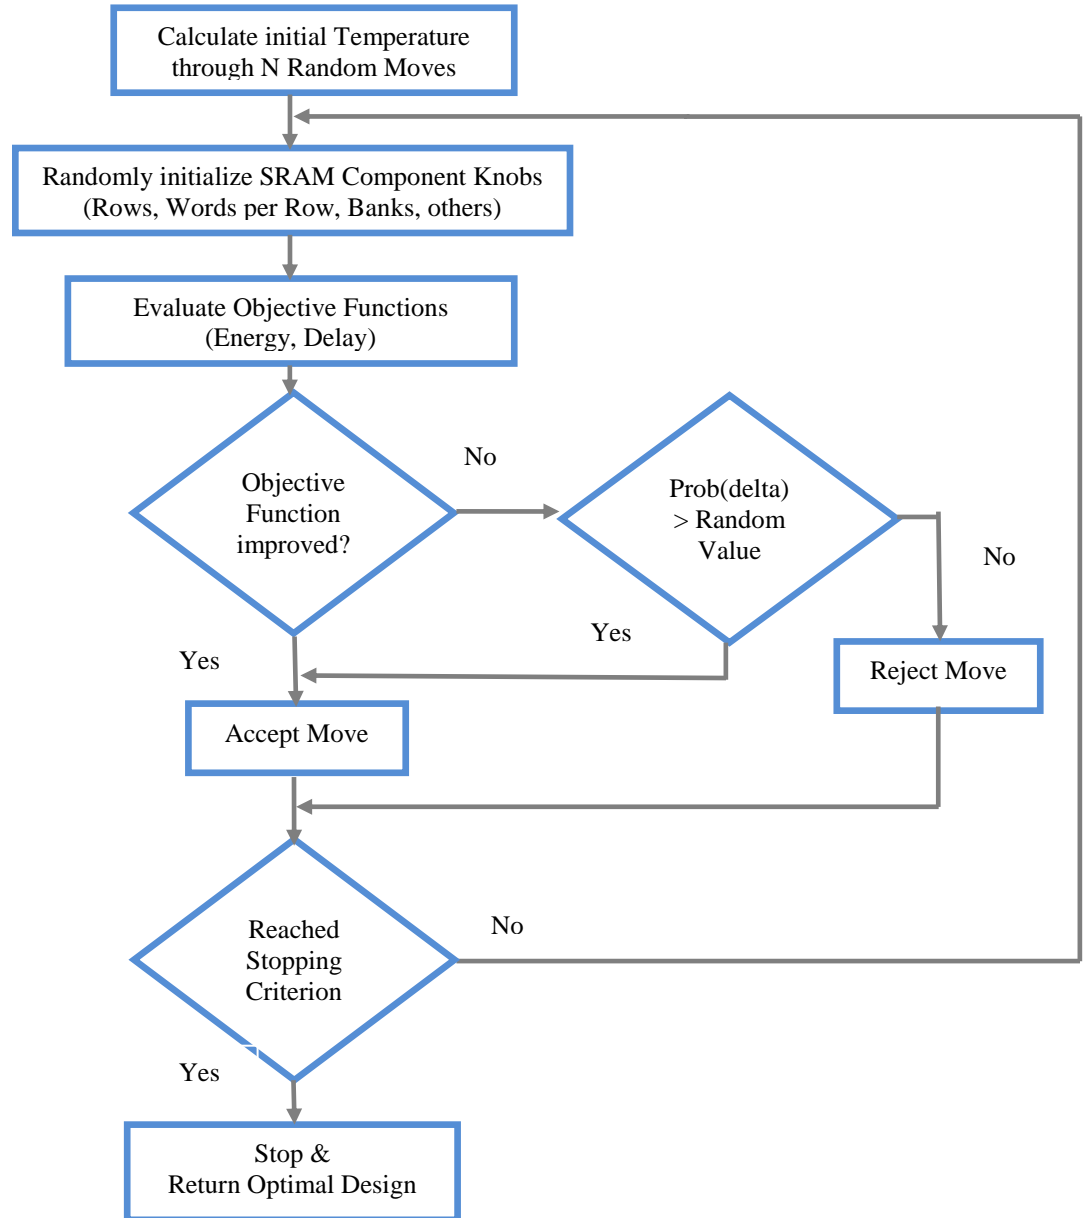 Calculate initial Temperature
through N Random Moves
Randomly initialize SRAM Component Knobs
(Rows, Words per Row, Banks, others)
Evaluate Objective Functions
(Energy, Delay)
Objective
Function
improved?
No
Prob(delta)
> Random
Value
No
Yes
Yes
Reject Move
Accept Move
Reached
Stopping
Criterion
No
Yes
Stop &
Return Optimal Design